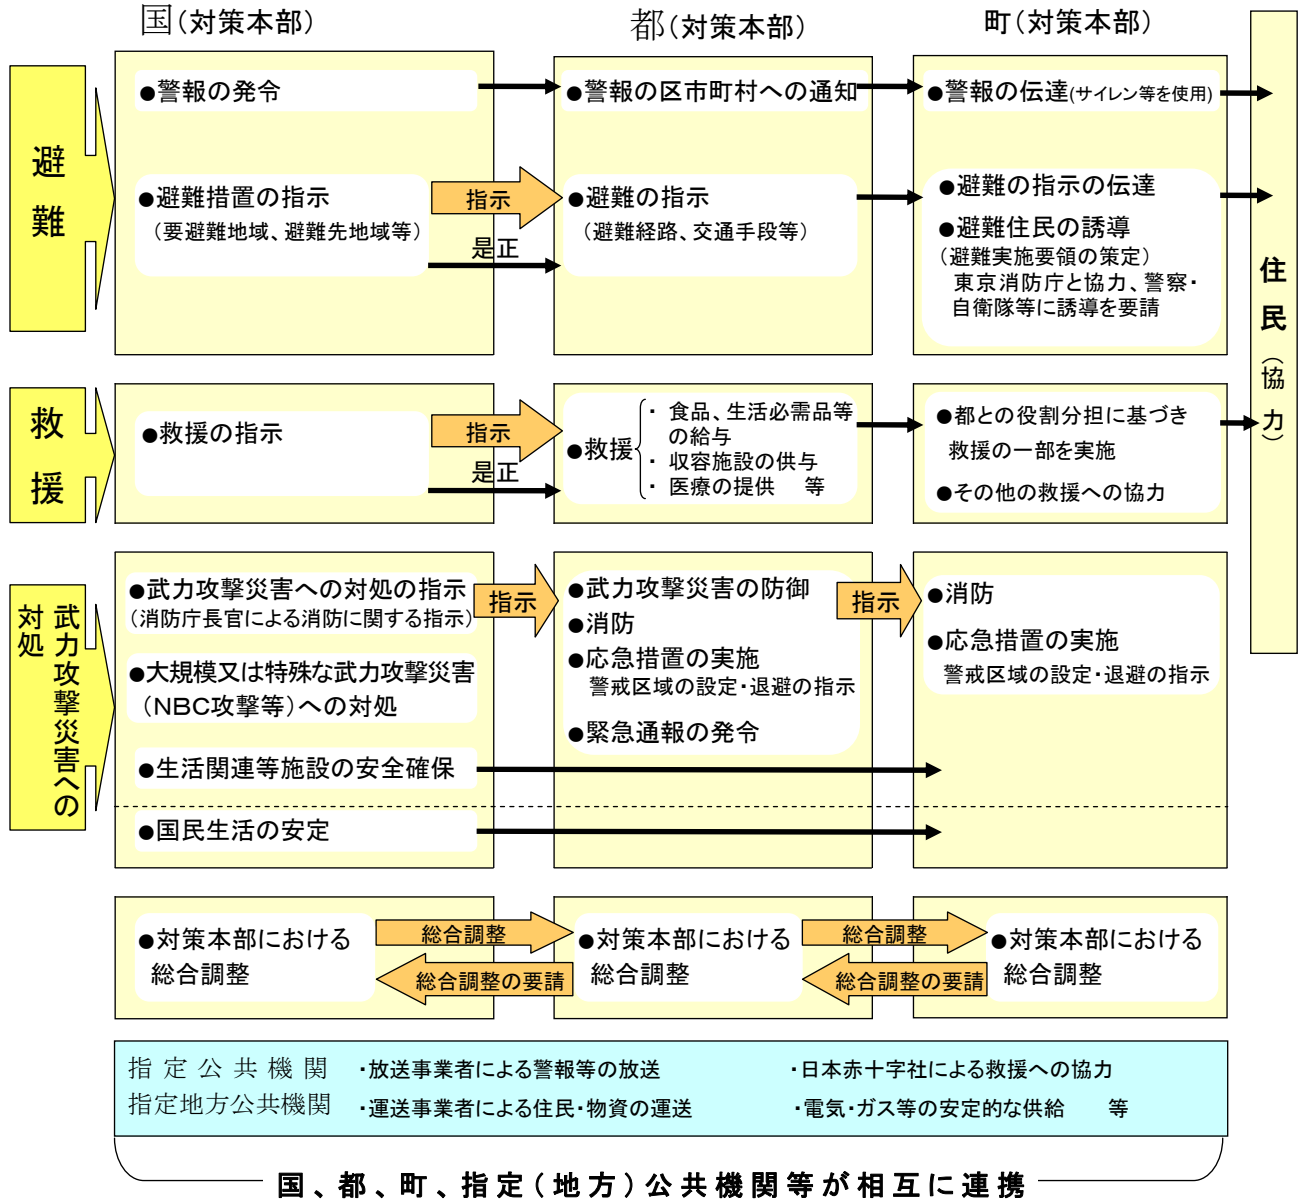 国(対策本部)
都(対策本部)
町(対策本部)
避難
●警報の発令
●警報の区市町村への通知
●警報の伝達(サイレン等を使用)
●避難措置の指示
(要避難地域、避難先地域等)
指示
是正
●避難の指示
(避難経路、交通手段等)
●避難の指示の伝達
●避難住民の誘導
(避難実施要領の策定)
東京消防庁と協力、警察・
自衛隊等に誘導を要請
住民(協力)
救援
●救援の指示
指示
是正
●救援
・ 食品、生活必需品等
の給与
・ 収容施設の供与
・ 医療の提供 等
●都との役割分担に基づき
救援の一部を実施
●その他の救援への協力
武力攻撃災害への
対処
●武力攻撃災害への対処の指示
(消防庁長官による消防に関する指示)
●大規模又は特殊な武力攻撃災害
(NBC攻撃等)への対処
●生活関連等施設の安全確保
●国民生活の安定
指示
●武力攻撃災害の防御
●消防
●応急措置の実施
警戒区域の設定・退避の指示
●緊急通報の発令
指示
●消防
●応急措置の実施
警戒区域の設定・退避の指示
●対策本部における
総合調整
総合調整
総合調整の要請
●対策本部における
総合調整
総合調整
総合調整の要請
●対策本部における
総合調整
指定公共機関
指定地方公共機関
・放送事業者による警報等の放送
・日本赤十字社による救援への協力
・運送事業者による住民・物資の運送
・電気・ガス等の安定的な供給 等
国、都、町、指定(地方)公共機関等が相互に連携